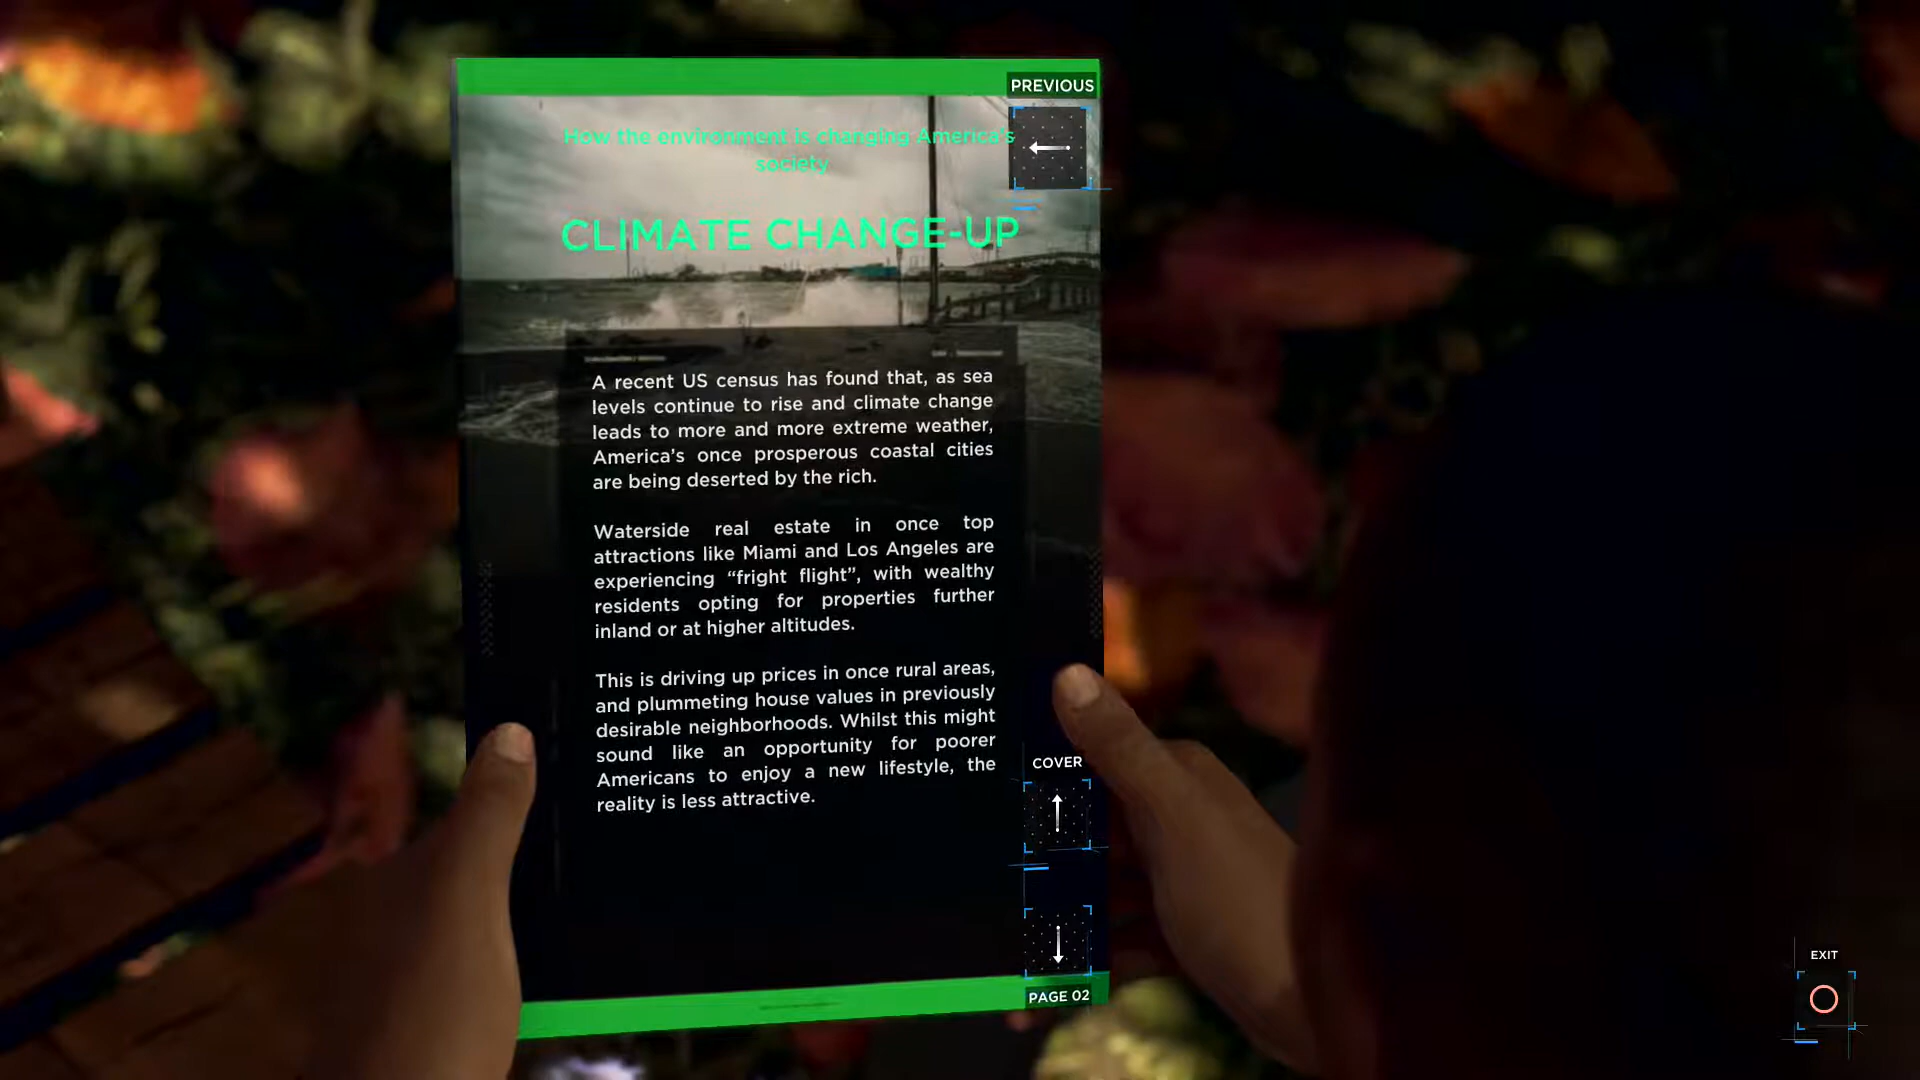 PREVIOUS
How the environment is changing America's
society
CLIMATE CHANGE-UP
A recent US census has found that, as sea
levels continue to rise and climate change
leads to more and more extreme weather,
America's once prosperous coastal cities
are being deserted by the rich.
Waterside real estate in once top
attractions like Miami and Los Angeles are
experiencing “fright flight”, with wealthy
residents opting for properties further
inland or at higher altitudes.
This is driving up prices in once rural areas,
and plummeting house values in previously
desirable neighborhoods. Whilst this might
sound like an opportunity for poorer
Americans to enjoy a new lifestyle, the
reality is less attractive.
COVER
PAGE 02
EXIT